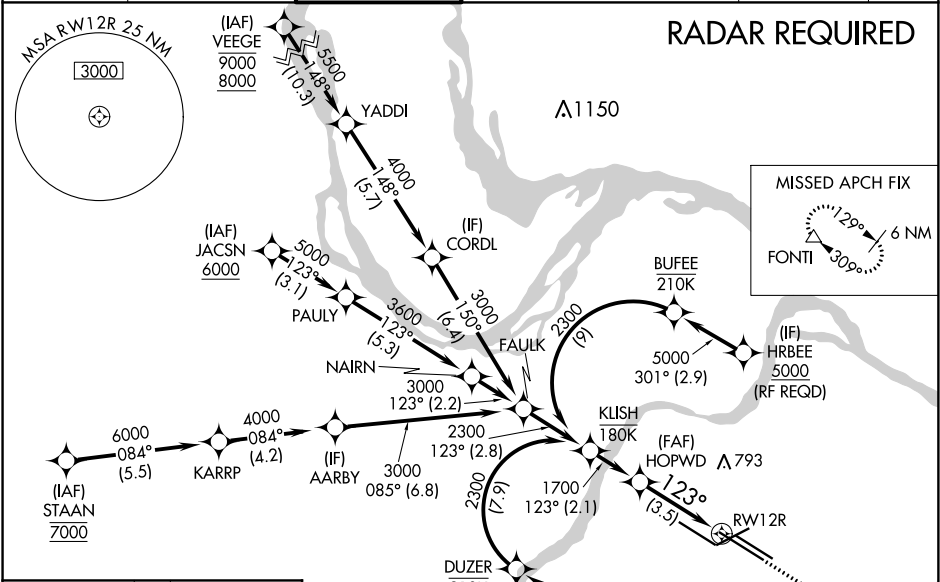 MSA RW12R 25 NM
3000
(IAF)
VEEGE
9000
8000
5500
148°
(10.3)
RADAR REQUIRED
YADDI
1150
4000
148°
(5.7)
MISSED APCH FIX
129°
6 NM
FONTI
309°
(IAF)
JACSN
6000
5000
123°
(3.1)
(IF)
CORDL
BUFEE
210K
PAULY
3600
123°
(5.3)
3000
150°
(6.4)
FAULK
2300
(9)
5000
301° (2.9)
(IF)
HRBEE
5000
(RF REQD)
NAIRN
3000
123° (2.2)
KLISH
180K
6000
084°
(5.5)
4000
084°
(4.2)
2300
123° (2.8)
(FAF)
HOPWD
793
KARRP
(IF)
AARBY
3000
085° (6.8)
(IAF)
STAAN
7000
2300
(7.9)
1700
123° (2.1)
123°
(3.5)
RW12R
DUZER